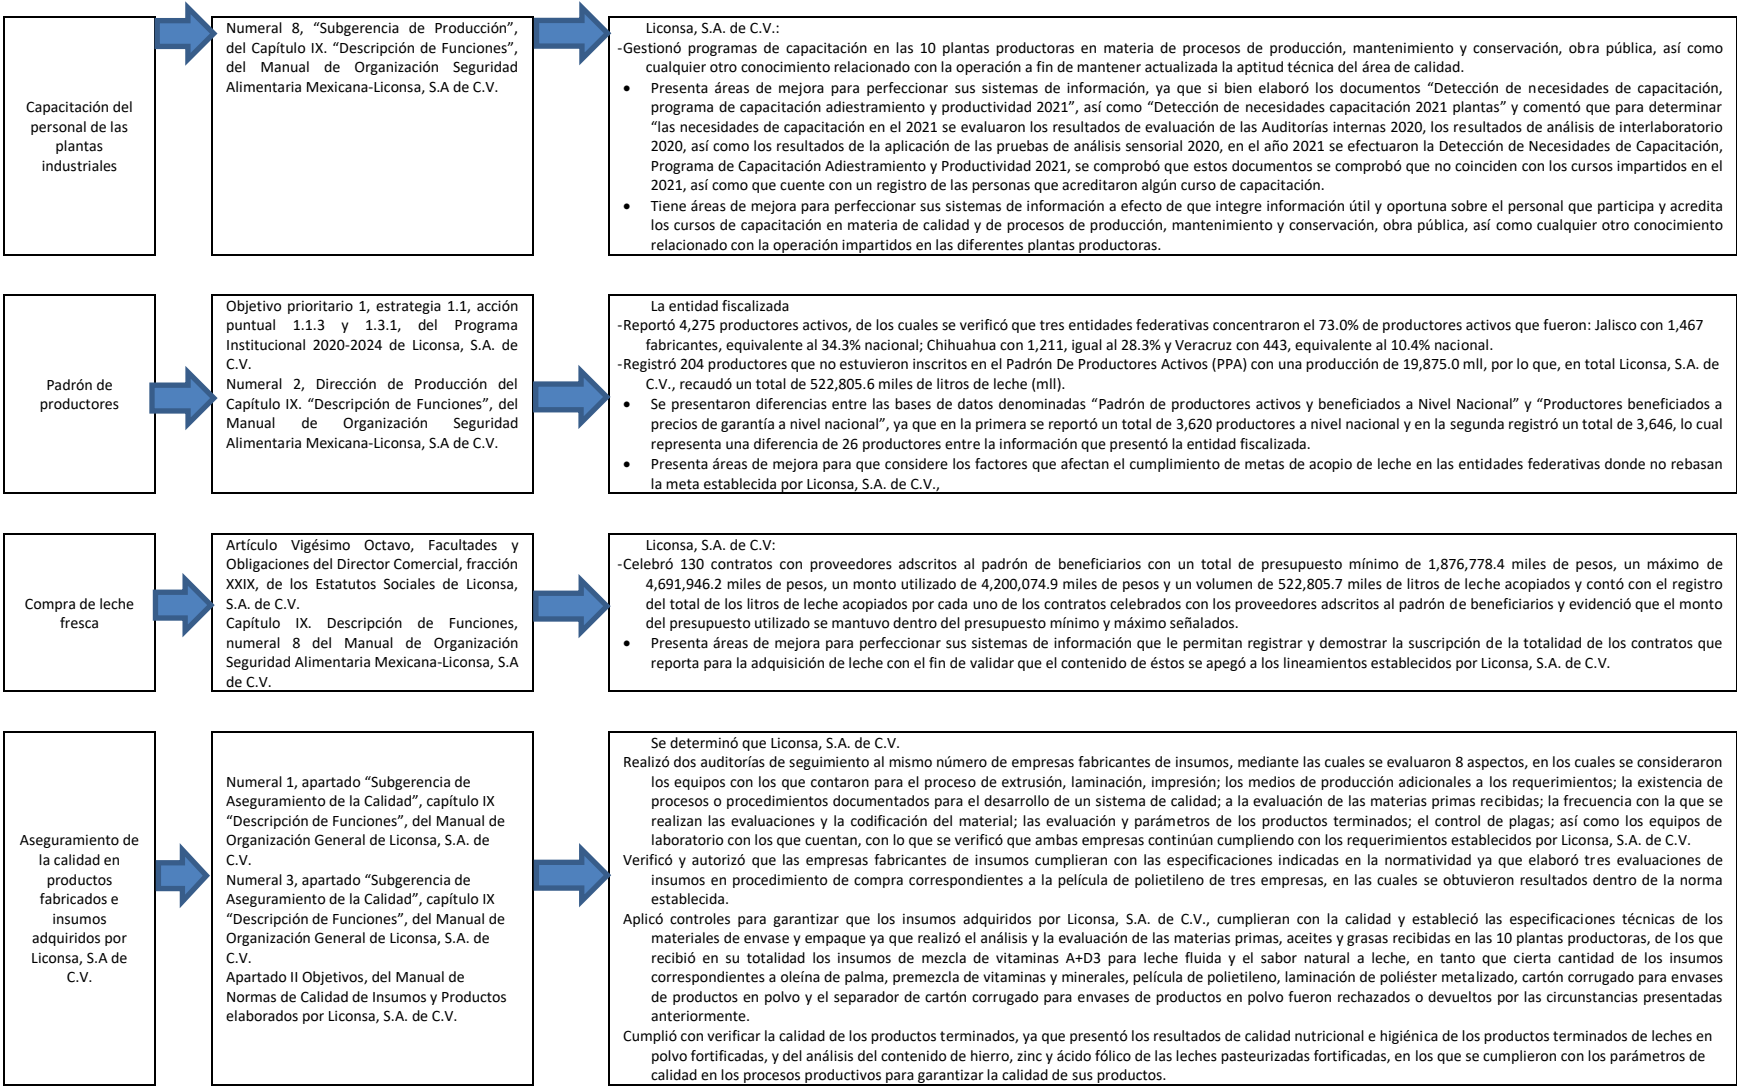 Capacitación del
personal de las
plantas
industriales
Numeral 8, “Subgerencia de Producción”,
del Capítulo IX. “Descripción de Funciones”,
del Manual de Organización Seguridad
Alimentaria Mexicana-Liconsa, S.A de C.V.
Liconsa, S.A. de C.V.:
-Gestionó programas de capacitación en las 10 plantas productoras en materia de procesos de producción, mantenimiento y conservación, obra pública, así como
cualquier otro conocimiento relacionado con la operación a fin de mantener actualizada la aptitud técnica del área de calidad.
• Presenta áreas de mejora para perfeccionar sus sistemas de información, ya que si bien elaboró los documentos “Detección de necesidades de capacitación,
programa de capacitación adiestramiento y productividad 2021”, así como “Detección de necesidades capacitación 2021 plantas” y comentó que para determinar
“las necesidades de capacitación en el 2021 se evaluaron los resultados de evaluación de las Auditorías internas 2020, los resultados de análisis de interlaboratorio
2020, así como los resultados de la aplicación de las pruebas de análisis sensorial 2020, en el año 2021 se efectuaron la Detección de Necesidades de Capacitación,
Programa de Capacitación Adiestramiento y Productividad 2021, se comprobó que estos documentos se comprobó que no coinciden con los cursos impartidos en el
2021, así como que cuente con un registro de las personas que acreditaron algún curso de capacitación.
• Tiene áreas de mejora para perfeccionar sus sistemas de información a efecto de que integre información útil y oportuna sobre el personal que participa y acredita
los cursos de capacitación en materia de calidad y de procesos de producción, mantenimiento y conservación, obra pública, así como cualquier otro conocimiento
relacionado con la operación impartidos en las diferentes plantas productoras.
Padrón de
productores
Objetivo prioritario 1, estrategia 1.1, acción
puntual 1.1.3 y 1.3.1, del Programa
Institucional 2020-2024 de Liconsa, S.A. de
C.V.
Numeral 2, Dirección de Producción del
Capítulo IX. “Descripción de Funciones”, del
Manual de Organización Seguridad
Alimentaria Mexicana-Liconsa, S.A de C.V.
La entidad fiscalizada
-Reportó 4,275 productores activos, de los cuales se verificó que tres entidades federativas concentraron el 73.0% de productores activos que fueron: Jalisco con 1,467
fabricantes, equivalente al 34.3% nacional; Chihuahua con 1,211, igual al 28.3% y Veracruz con 443, equivalente al 10.4% nacional.
-Registró 204 productores que no estuvieron inscritos en el Padrón De Productores Activos (PPA) con una producción de 19,875.0 mll, por lo que, en total Liconsa, S.A. de
C.V., recaudó un total de 522,805.6 miles de litros de leche (mll).
• Se presentaron diferencias entre las bases de datos denominadas “Padrón de productores activos y beneficiados a Nivel Nacional” y “Productores beneficiados a
precios de garantía a nivel nacional”, ya que en la primera se reportó un total de 3,620 productores a nivel nacional y en la segunda registró un total de 3,646, lo cual
representa una diferencia de 26 productores entre la información que presentó la entidad fiscalizada.
• Presenta áreas de mejora para que considere los factores que afectan el cumplimiento de metas de acopio de leche en las entidades federativas donde no rebasan
la meta establecida por Liconsa, S.A. de C.V.,
Compra de leche
fresca
Artículo Vigésimo Octavo, Facultades y
Obligaciones del Director Comercial, fracción
XXIX, de los Estatutos Sociales de Liconsa,
S.A. de C.V.
Capítulo IX. Descripción de Funciones,
numeral 8 del Manual de Organización
Seguridad Alimentaria Mexicana-Liconsa, S.A
de C.V.
Liconsa, S.A. de C.V:
-Celebró 130 contratos con proveedores adscritos al padrón de beneficiarios con un total de presupuesto mínimo de 1,876,778.4 miles de pesos, un máximo de
4,691,946.2 miles de pesos, un monto utilizado de 4,200,074.9 miles de pesos y un volumen de 522,805.7 miles de litros de leche acopiados y contó con el registro
del total de los litros de leche acopiados por cada uno de los contratos celebrados con los proveedores adscritos al padrón de beneficiarios y evidenció que el monto
del presupuesto utilizado se mantuvo dentro del presupuesto mínimo y máximo señalados.
• Presenta áreas de mejora para perfeccionar sus sistemas de información que le permitan registrar y demostrar la suscripción de la totalidad de los contratos que
reporta para la adquisición de leche con el fin de validar que el contenido de éstos se apegó a los lineamientos establecidos por Liconsa, S.A. de C.V.
Aseguramiento de
la calidad en
productos
fabricados e
insumos
adquiridos por
Liconsa, S.A de
C.V.
Numeral 1, apartado “Subgerencia de
Aseguramiento de la Calidad”, capítulo IX
“Descripción de Funciones”, del Manual de
Organización General de Liconsa, S.A. de
C.V.
Numeral 3, apartado “Subgerencia de
Aseguramiento de la Calidad”, capítulo IX
“Descripción de Funciones”, del Manual de
Organización General de Liconsa, S.A. de
C.V.
Apartado II Objetivos, del Manual de
Normas de Calidad de Insumos y Productos
elaborados por Liconsa, S.A. de C.V.
Se determinó que Liconsa, S.A. de C.V.
Realizó dos auditorías de seguimiento al mismo número de empresas fabricantes de insumos, mediante las cuales se evaluaron 8 aspectos, en los cuales se consideraron
los equipos con los que contaron para el proceso de extrusión, laminación, impresión; los medios de producción adicionales a los requerimientos; la existencia de
procesos o procedimientos documentados para el desarrollo de un sistema de calidad; a la evaluación de las materias primas recibidas; la frecuencia con la que se
realizan las evaluaciones y la codificación del material; las evaluación y parámetros de los productos terminados; el control de plagas; así como los equipos de
laboratorio con los que cuentan, con lo que se verificó que ambas empresas continúan cumpliendo con los requerimientos establecidos por Liconsa, S.A. de C.V.
Verificó y autorizó que las empresas fabricantes de insumos cumplieran con las especificaciones indicadas en la normatividad ya que elaboró tres evaluaciones de
insumos en procedimiento de compra correspondientes a la película de polietileno de tres empresas, en las cuales se obtuvieron resultados dentro de la norma
establecida.
Aplicó controles para garantizar que los insumos adquiridos por Liconsa, S.A. de C.V., cumplieran con la calidad y estableció las especificaciones técnicas de los
materiales de envase y empaque ya que realizó el análisis y la evaluación de las materias primas, aceites y grasas recibidas en las 10 plantas productoras, de los que
recibió en su totalidad los insumos de mezcla de vitaminas A+D3 para leche fluida y el sabor natural a leche, en tanto que cierta cantidad de los insumos
correspondientes a oleína de palma, premezcla de vitaminas y minerales, película de polietileno, laminación de poliéster metalizado, cartón corrugado para envases
de productos en polvo y el separador de cartón corrugado para envases de productos en polvo fueron rechazados o devueltos por las circunstancias presentadas
anteriormente.
Cumplió con verificar la calidad de los productos terminados, ya que presentó los resultados de calidad nutricional e higiénica de los productos terminados de leches en
polvo fortificadas, y del análisis del contenido de hierro, zinc y ácido fólico de las leches pasteurizadas fortificadas, en los que se cumplieron con los parámetros de
calidad en los procesos productivos para garantizar la calidad de sus productos.